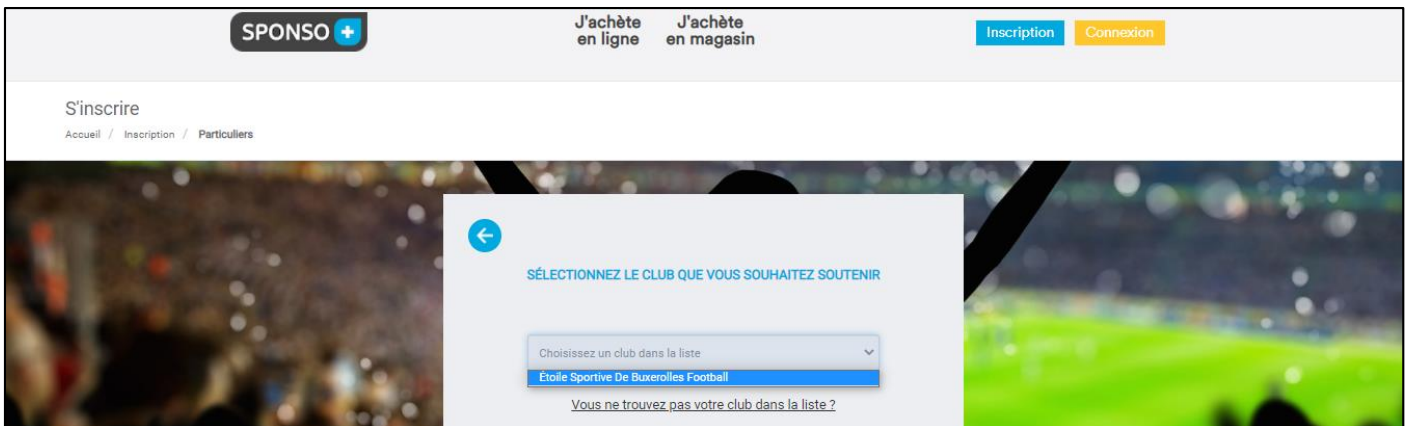 SPONSO +
J'achète
en ligne
J'achète
en magasin
Inscription
Connexion
S'inscrire
Accueil / Inscription / Particuliers
SÉLECTIONNEZ LE CLUB QUE VOUS SOUHAITEZ SOUTENIR
Choisissez un club dans la liste
Étoile Sportive De Buxerolles Football
Vous ne trouvez pas votre club dans la liste ?